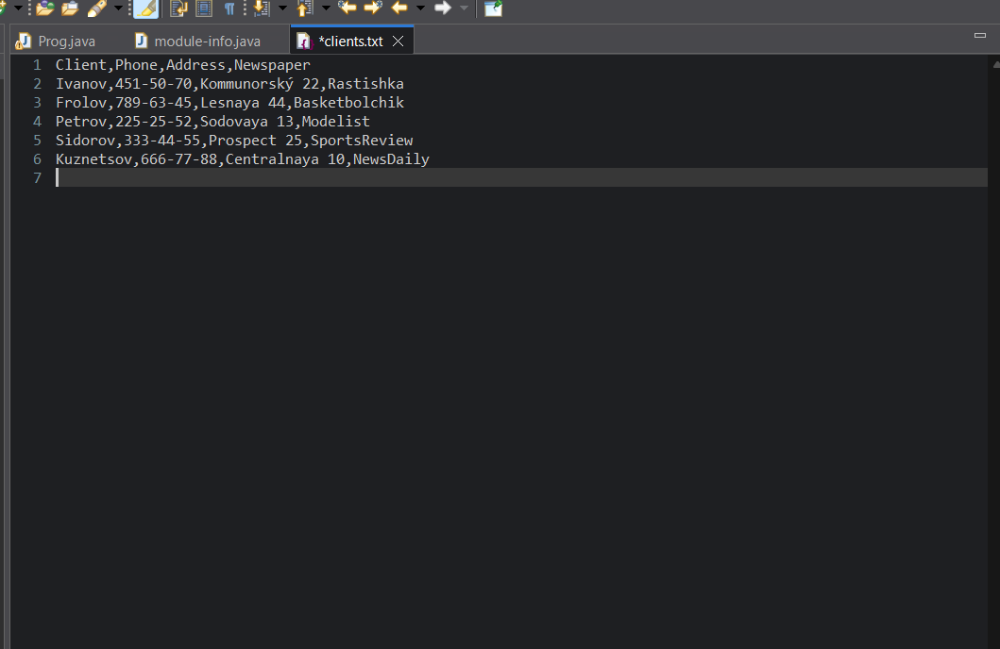 Prog.java module-info.java *clients.txt
1 Client,Phone,Address,Newspaper
2 Ivanov,451-50-70,Kommunorský 22,Rastishka
3 Frolov,789-63-45,Lesnaya 44,Basketbolchik
4 Petrov,225-25-52,Sodovaya 13,Modelist
5 Sidorov,333-44-55,Prospect 25,SportsReview
6 Kuznetsov,666-77-88,Centralnaya 10,NewsDaily
7